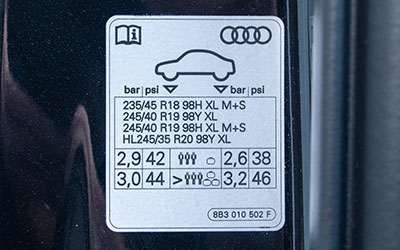 bar psi bar psi
235/45 R18 98H XL M+S
245/40 R19 98Y XL
245/40 R19 98H XL M+S
HL245/35 R20 98Y XL
2,9 42 2,6 38
3,0 44 > 3,2 46
8B3 010 502 F